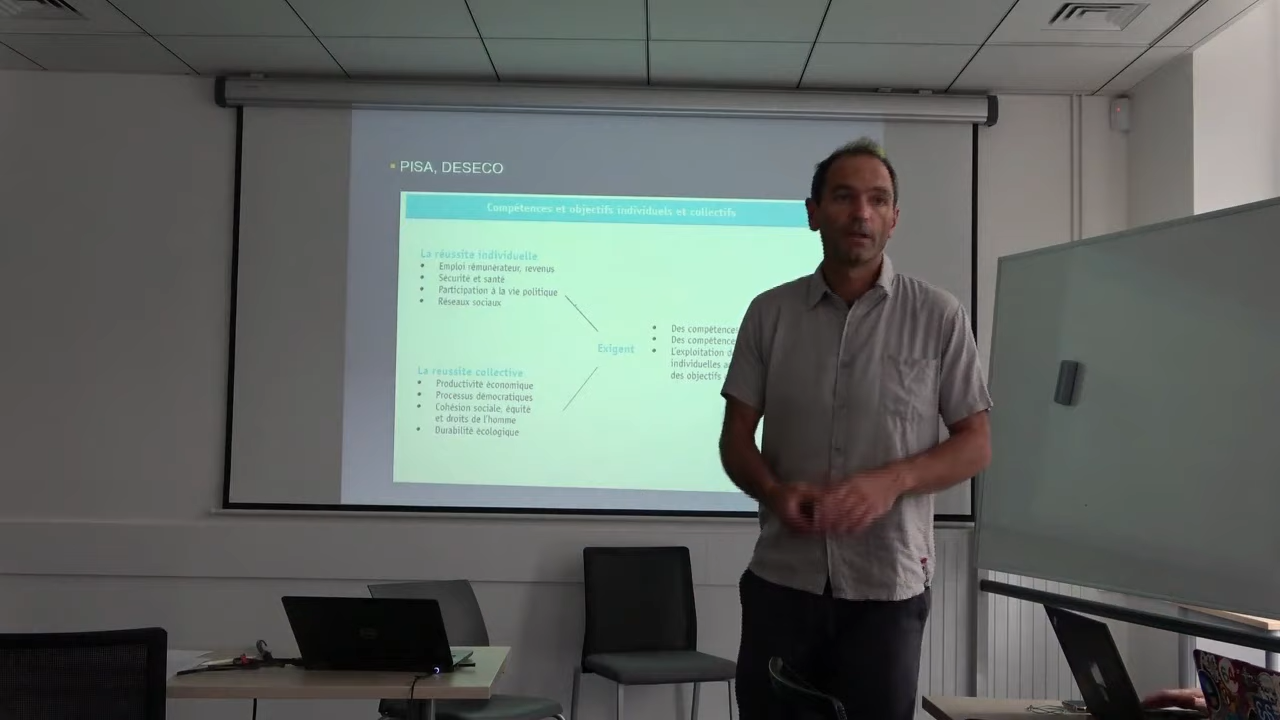 PISA, DESECO
Compétences et objectifs individuels et collectifs
La réussite individuelle
• Emploi rémunérateur, revenus
• Sécurité et santé
• Participation à la vie politique
• Réseaux sociaux
Exigent
• Des compétence
• Des compétence
• L'exploitation d
individuelles a
des objectifs
La réussite collective
• Productivité économique
• Processus démocratiques
• Cohésion sociale, équité
et droits de l'homme
• Durabilité écologique